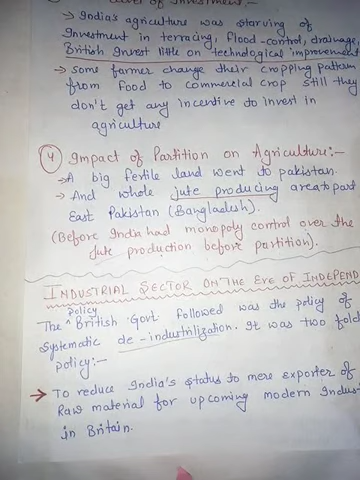 Level of Investment:-
→ India's agriculture was starving of
Investment in terracing, flood-control, drainage,
British Invest little on technological improvement
→ Some farmer change their cropping pattern
from food to commercial crop still they
don't get any incentive to invest in
agriculture
4 Impact of Partition on Agriculture:-
→ A big fertile land went to pakistan.
→ And whole jute producing area to part
East Pakistan (Bangladesh).
(Before India had monopoly control over the
Jute production before partition).
INDUSTRIAL SECTOR ON THE EVE OF INDEPEND
policy
The ^ British Govt. followed was the policy of
systematic de-industrilization. It was two fold
policy:-
→ To reduce India's status to mere exporter of
Raw material for upcoming modern Indus
in Britain.